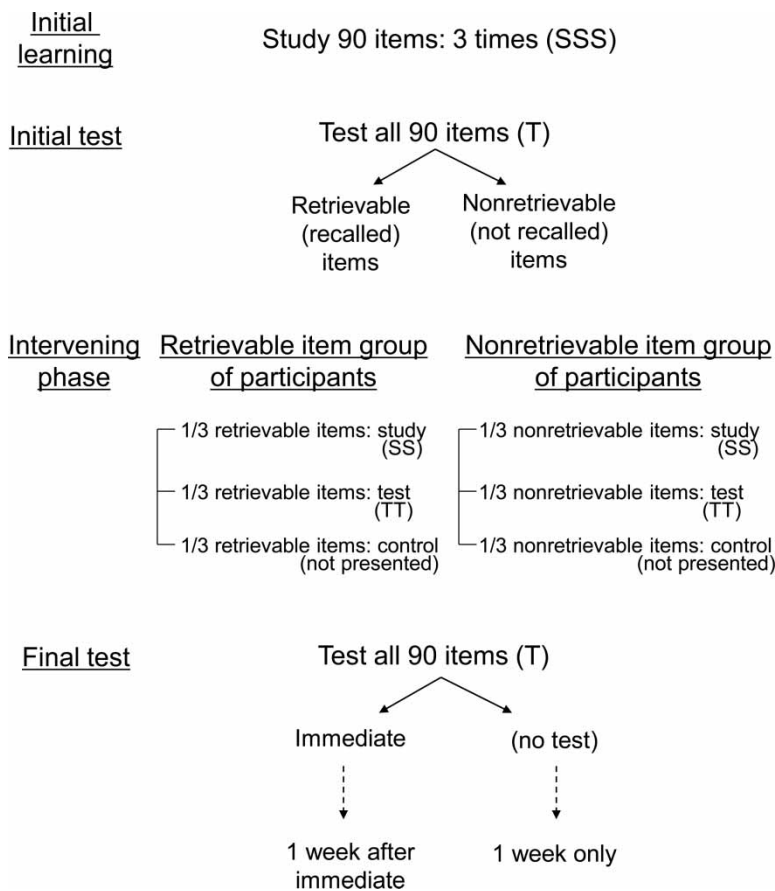 Initial
learning
Study 90 items: 3 times (SSS)
Initial test
Test all 90 items (T)
Retrievable
(recalled)
items
Nonretrievable
(not recalled)
items
Intervening
phase
Retrievable item group
of participants
Nonretrievable item group
of participants
1/3 retrievable items: study
(SS)
1/3 retrievable items: test
(TT)
1/3 retrievable items: control
(not presented)
1/3 nonretrievable items: study
(SS)
1/3 nonretrievable items: test
(TT)
1/3 nonretrievable items: control
(not presented)
Final test
Test all 90 items (T)
Immediate
(no test)
1 week after
immediate
1 week only